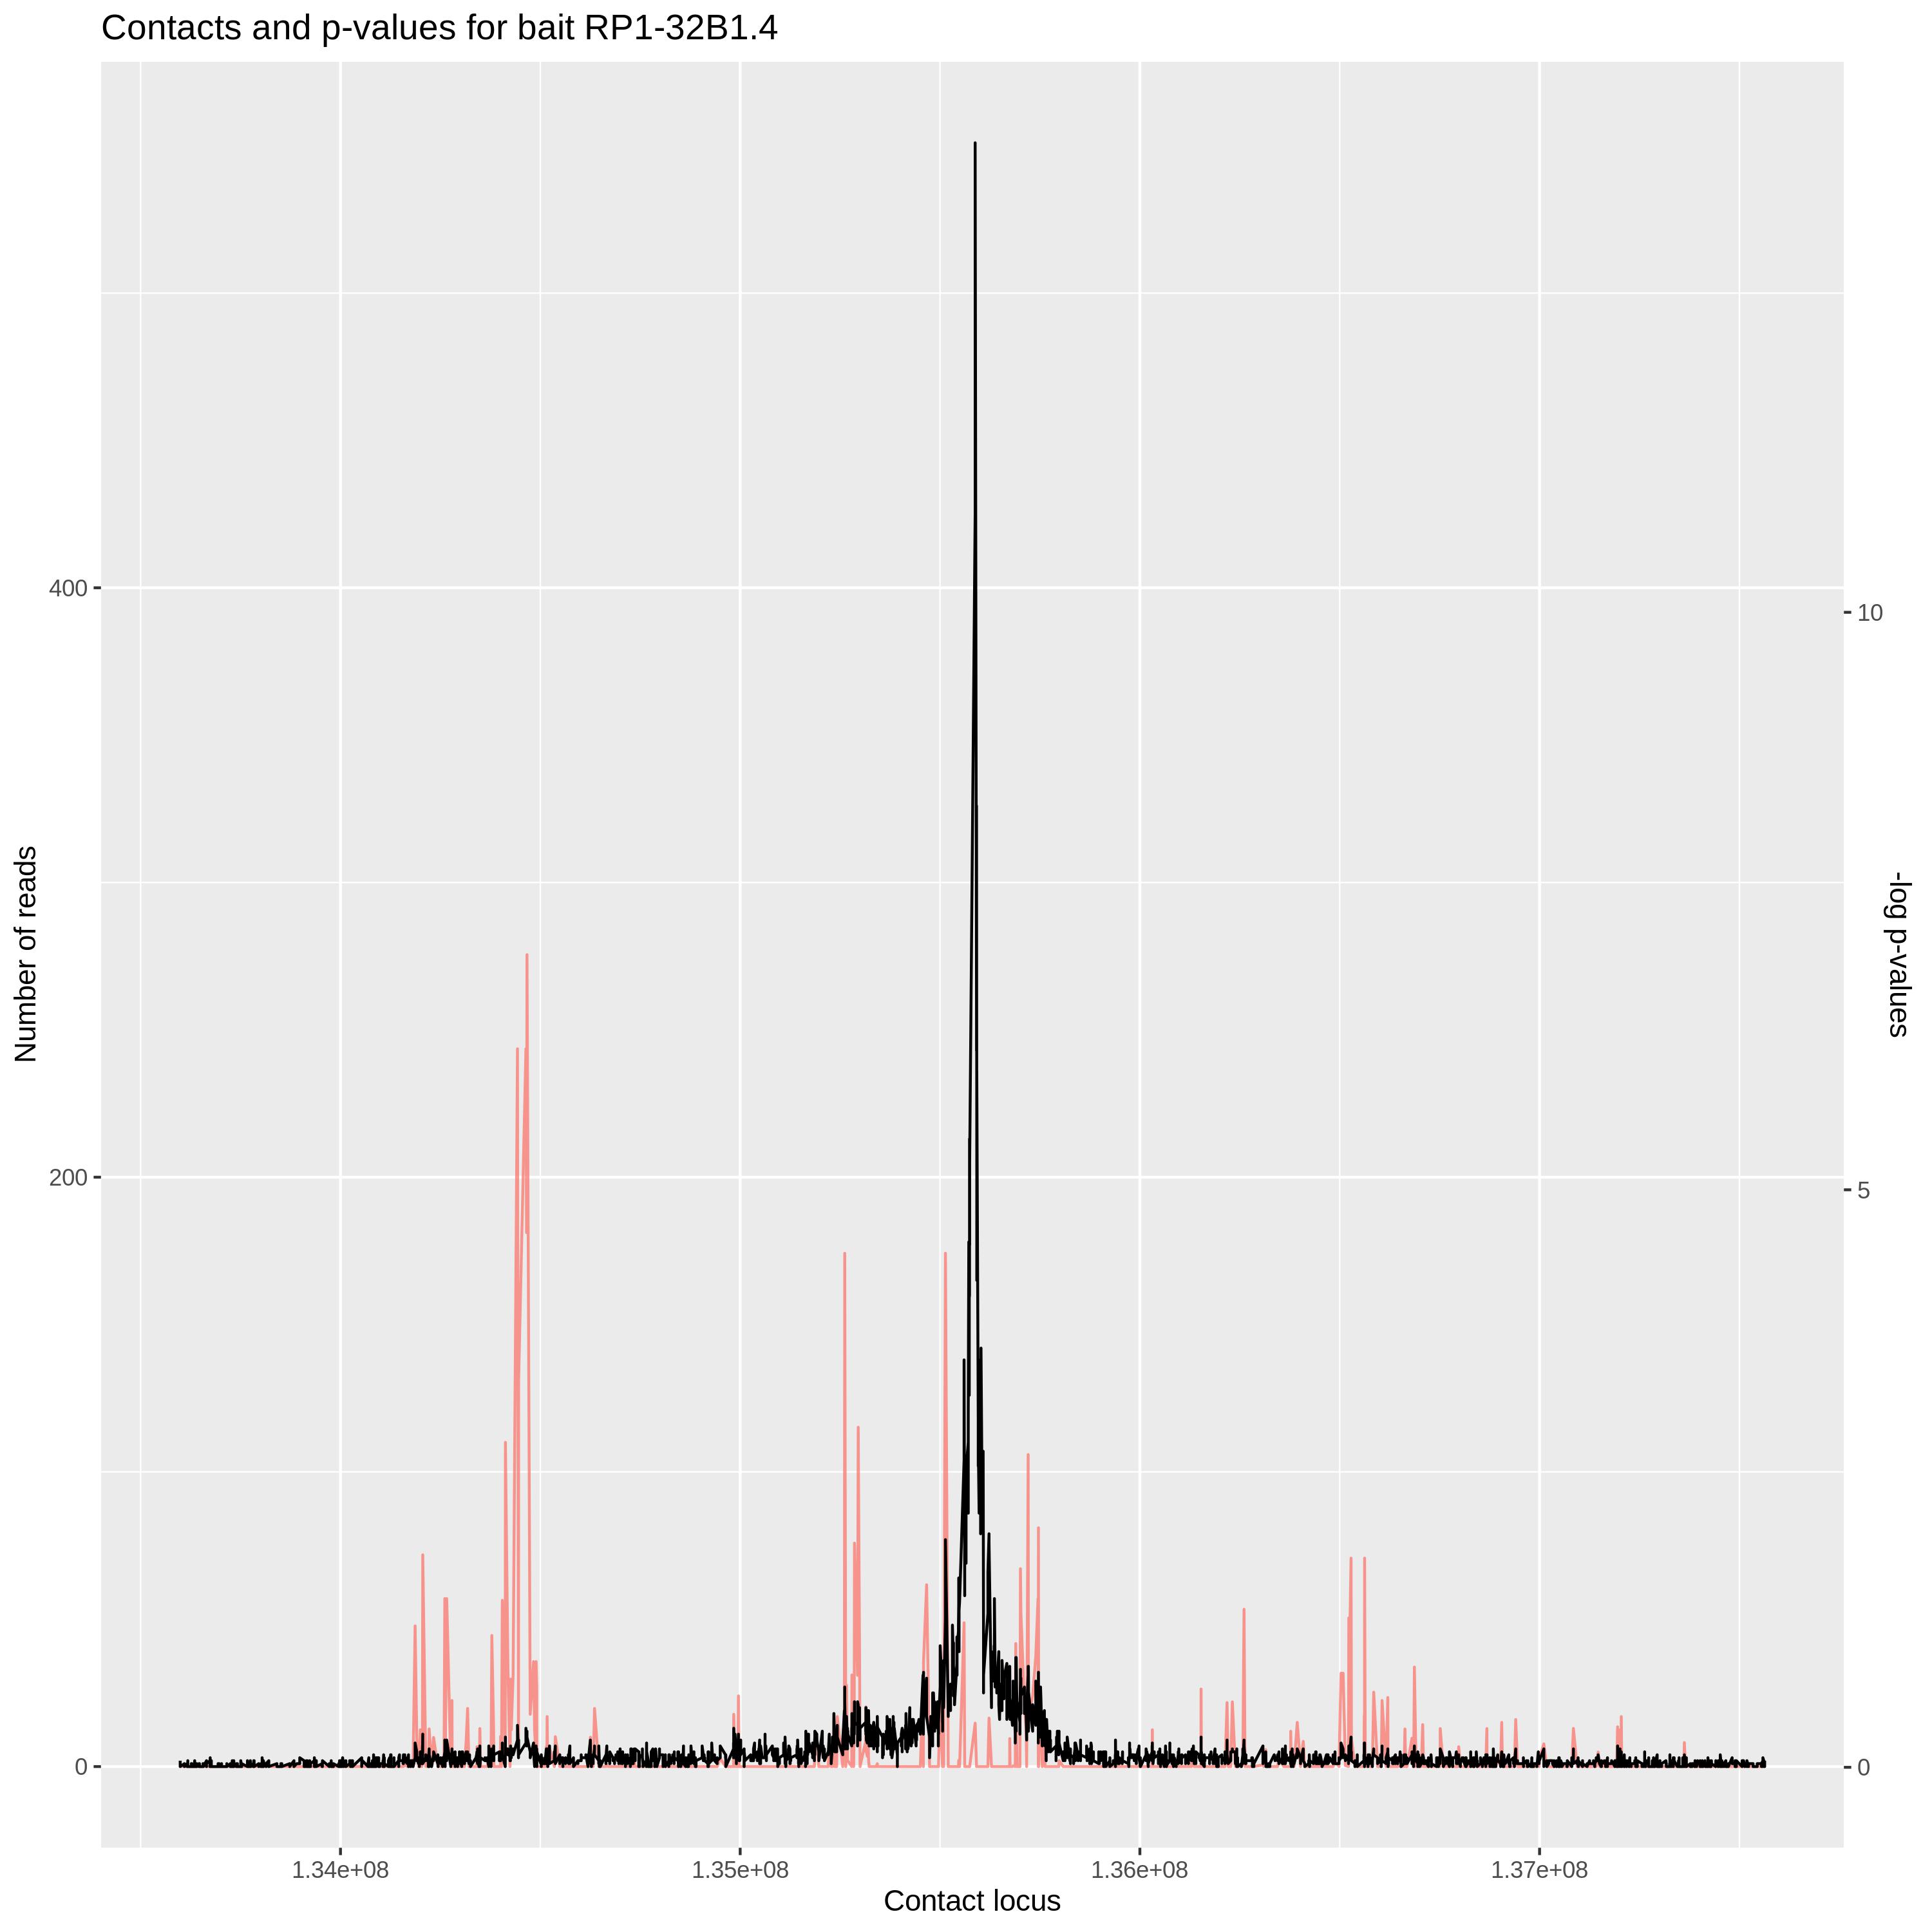 Contacts and p-values for bait RP1-32B1.4
400
200
0
Number of reads
10
5
0
-log p-values
1.34e+08
1.35e+08
1.36e+08
1.37e+08
Contact locus